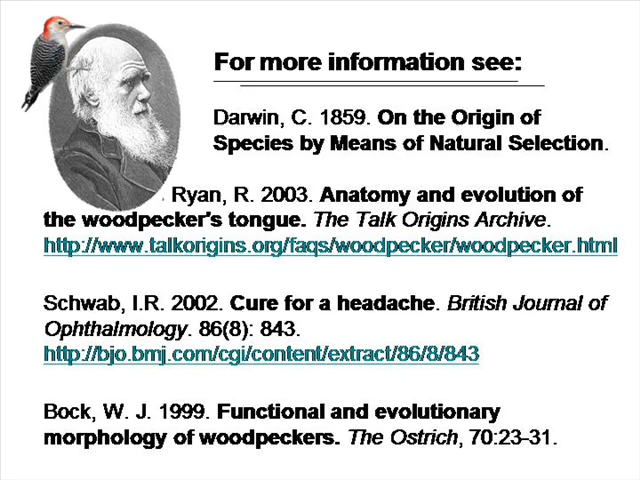 For more information see:
Darwin, C. 1859. On the Origin of
Species by Means of Natural Selection.
Ryan, R. 2003. Anatomy and evolution of
the woodpecker's tongue. The Talk Origins Archive.
http://www.talkorigins.org/faqs/woodpecker/woodpecker.html
Schwab, I.R. 2002. Cure for a headache. British Journal of
Ophthalmology. 86(8): 843.
http://bjo.bmj.com/cgi/content/extract/86/8/843
Bock, W. J. 1999. Functional and evolutionary
morphology of woodpeckers. The Ostrich, 70:23-31.